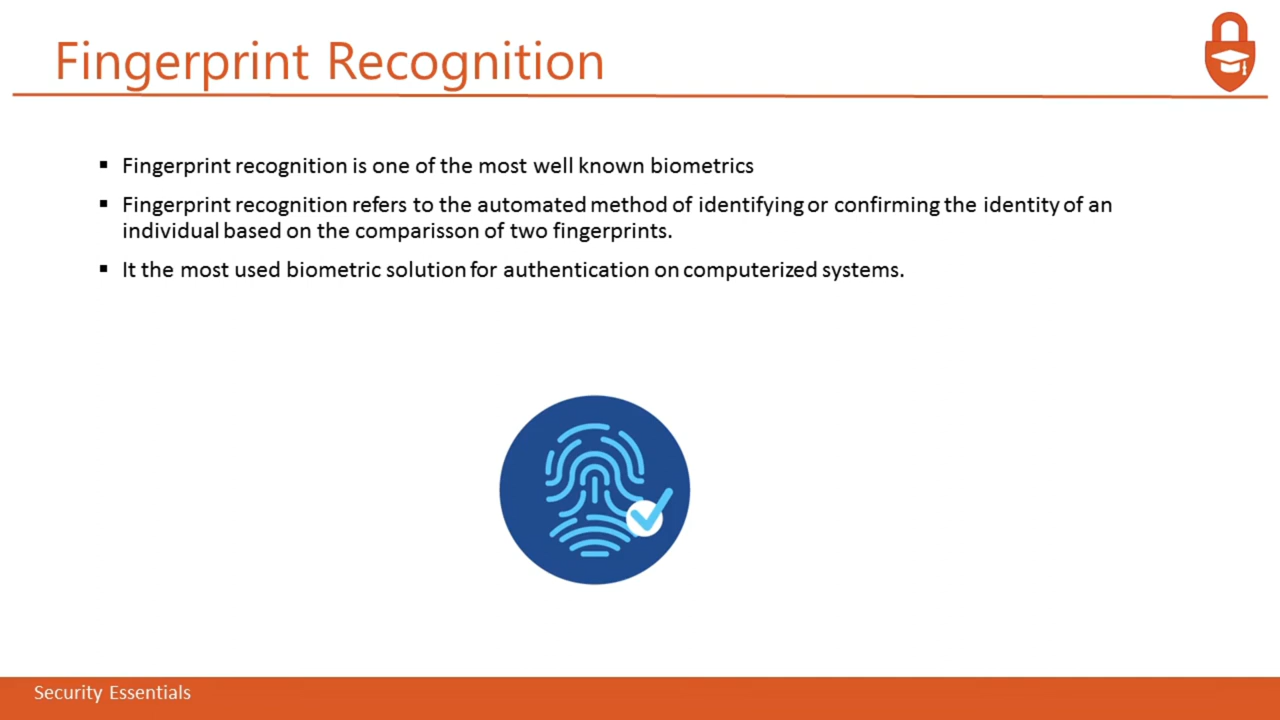 Fingerprint Recognition
▪ Fingerprint recognition is one of the most well known biometrics
▪ Fingerprint recognition refers to the automated method of identifying or confirming the identity of an
individual based on the comparisson of two fingerprints.
▪ It the most used biometric solution for authentication on computerized systems.
Security Essentials